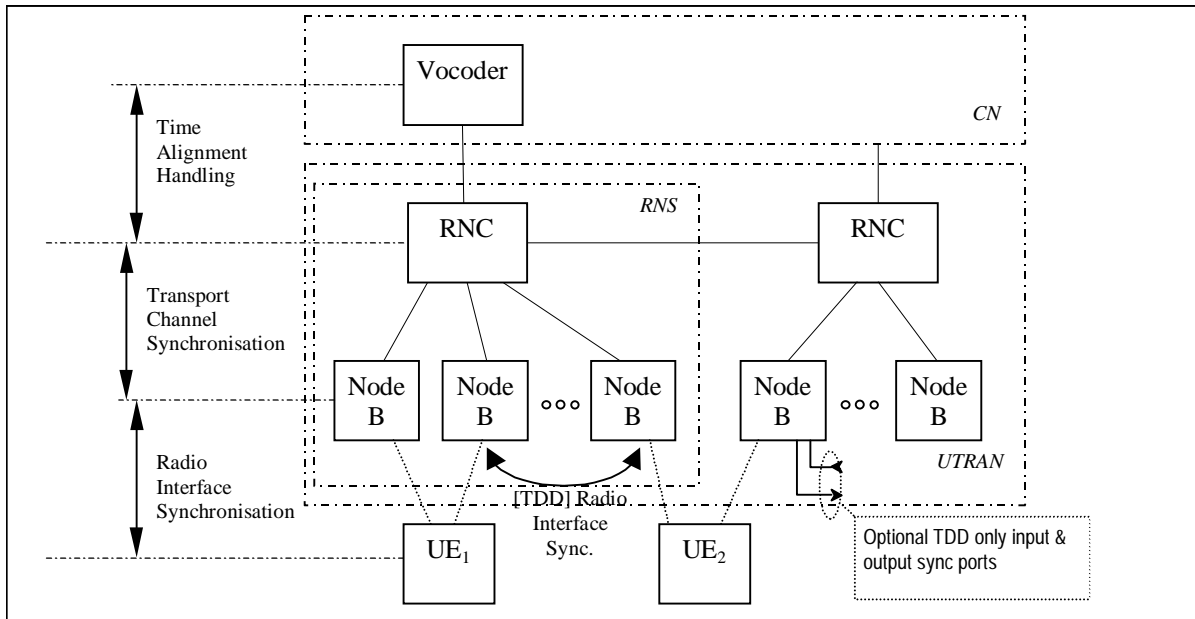 Vocoder
CN
Time
Alignment
Handling
RNS
RNC
RNC
Transport
Channel
Synchronisation
Node
B
Node
B
Node
B
Node
B
Node
B
UTRAN
Radio
Interface
Synchronisation
[TDD] Radio
Interface
Sync.
UE1
UE2
Optional TDD only input &
output sync ports